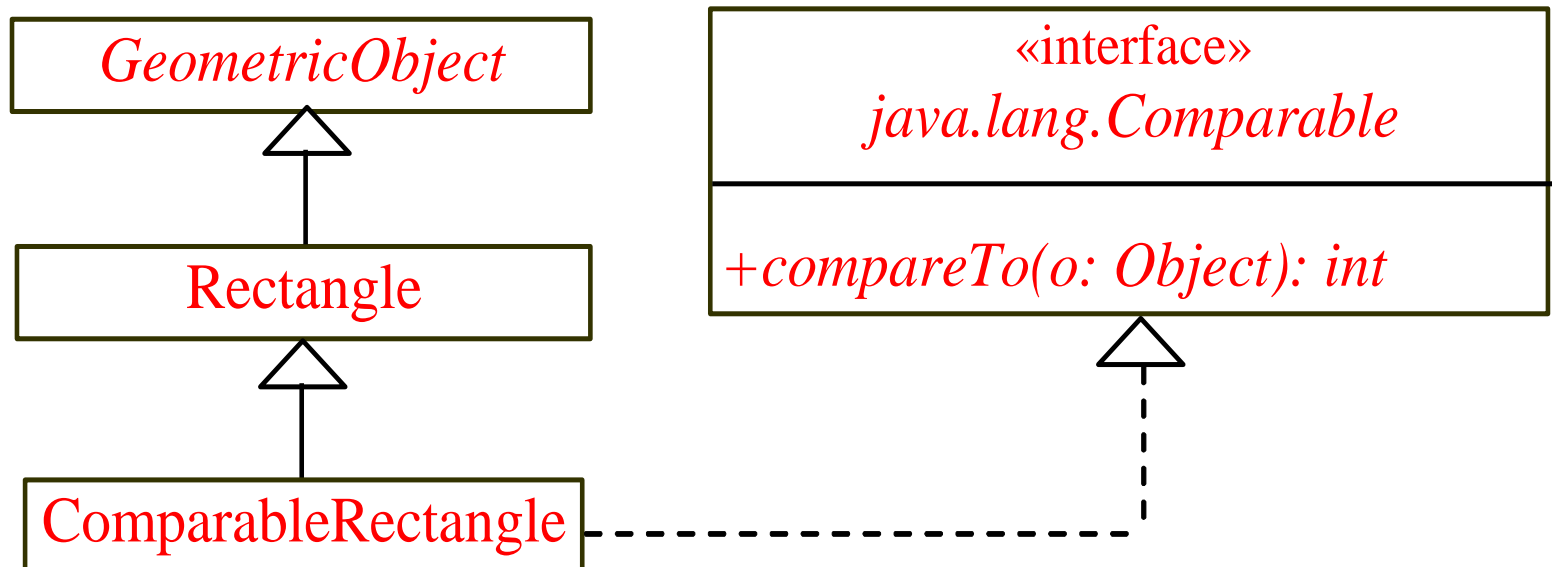 GeometricObject
Rectangle
ComparableRectangle
«interface»
java.lang.Comparable
+compareTo(o: Object): int